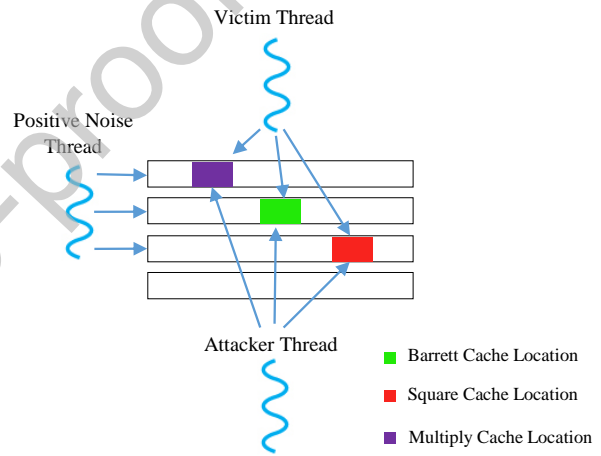 Victim Thread
Positive Noise
Thread
Attacker Thread
Barrett Cache Location
Square Cache Location
Multiply Cache Location